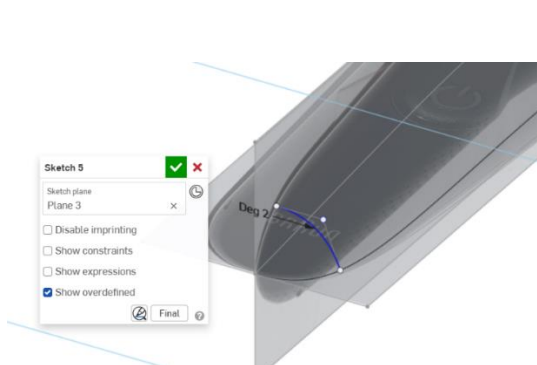 Sketch 5
Sketch plane
Plane 3
Disable imprinting
Show constraints
Show expressions
Show overdefined
Final
Deg 2